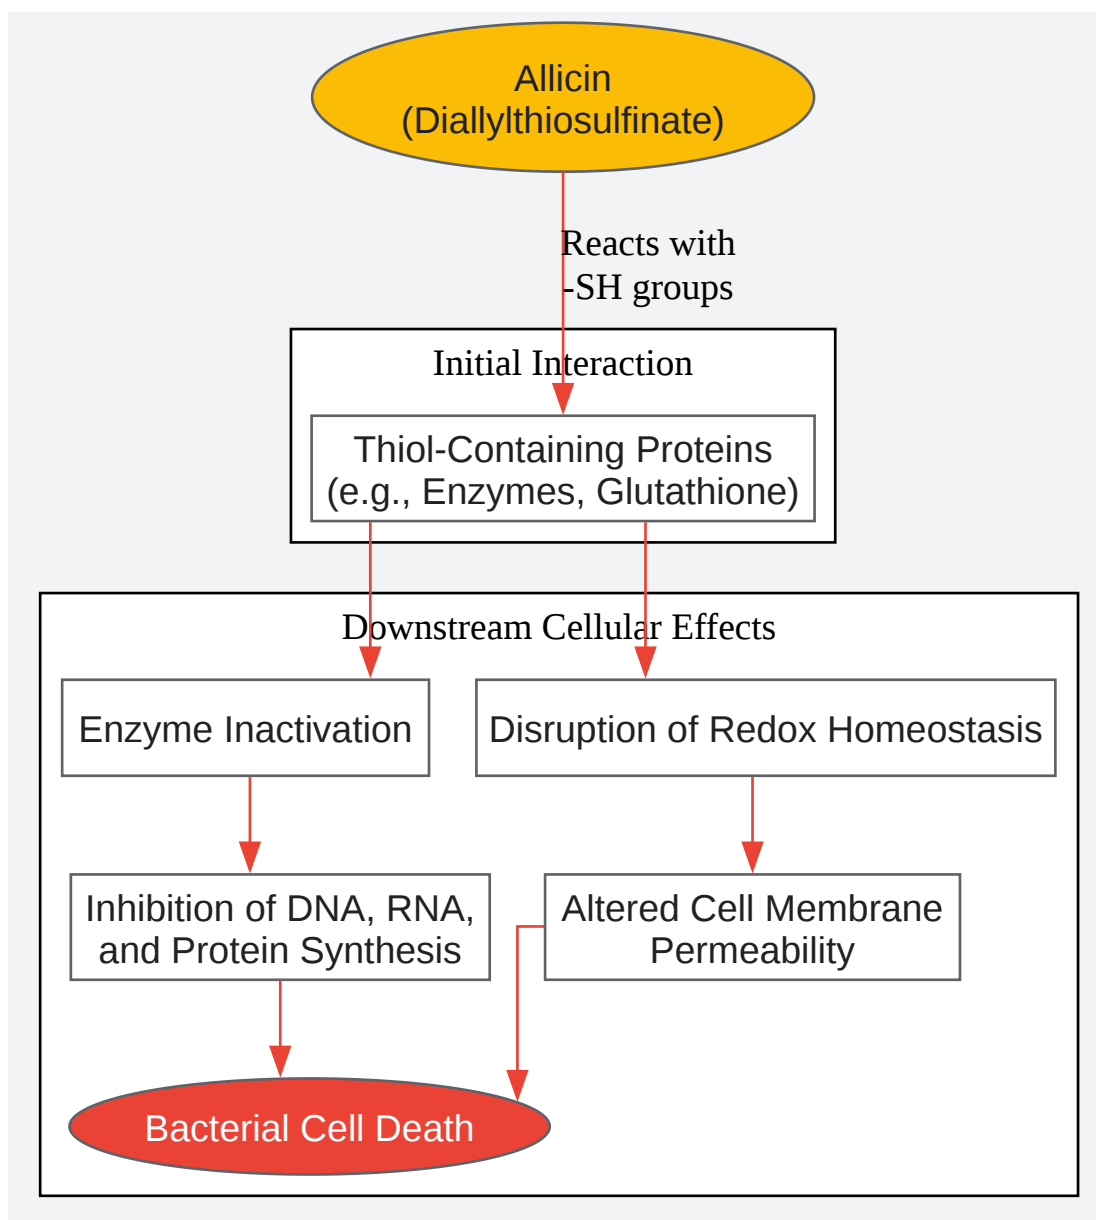 Allicin
(Diallylthiosulfinate)
Reacts with
-SH groups
Initial Interaction
Thiol-Containing Proteins
(e.g., Enzymes, Glutathione)
Downstream Cellular Effects
Enzyme Inactivation
Disruption of Redox Homeostasis
Inhibition of DNA, RNA,
and Protein Synthesis
Altered Cell Membrane
Permeability
Bacterial Cell Death